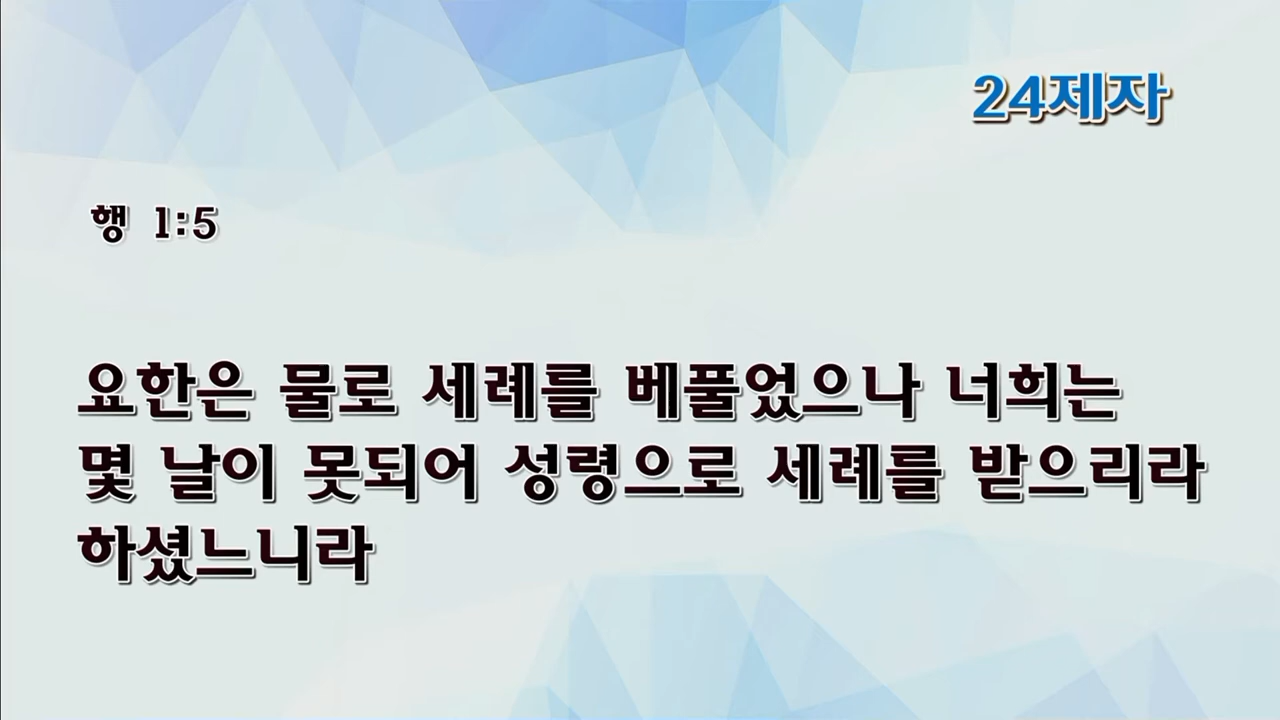 24제자
행 1:5
요한은 물로 세례를 베풀었으나 너희는
몇 날이 못되어 성령으로 세례를 받으리라
하셨느니라